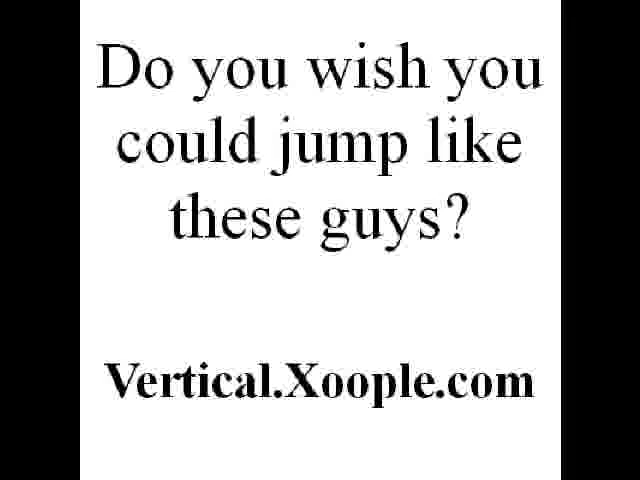 Do you wish you
could jump like
these guys?
Vertical.Xoople.com